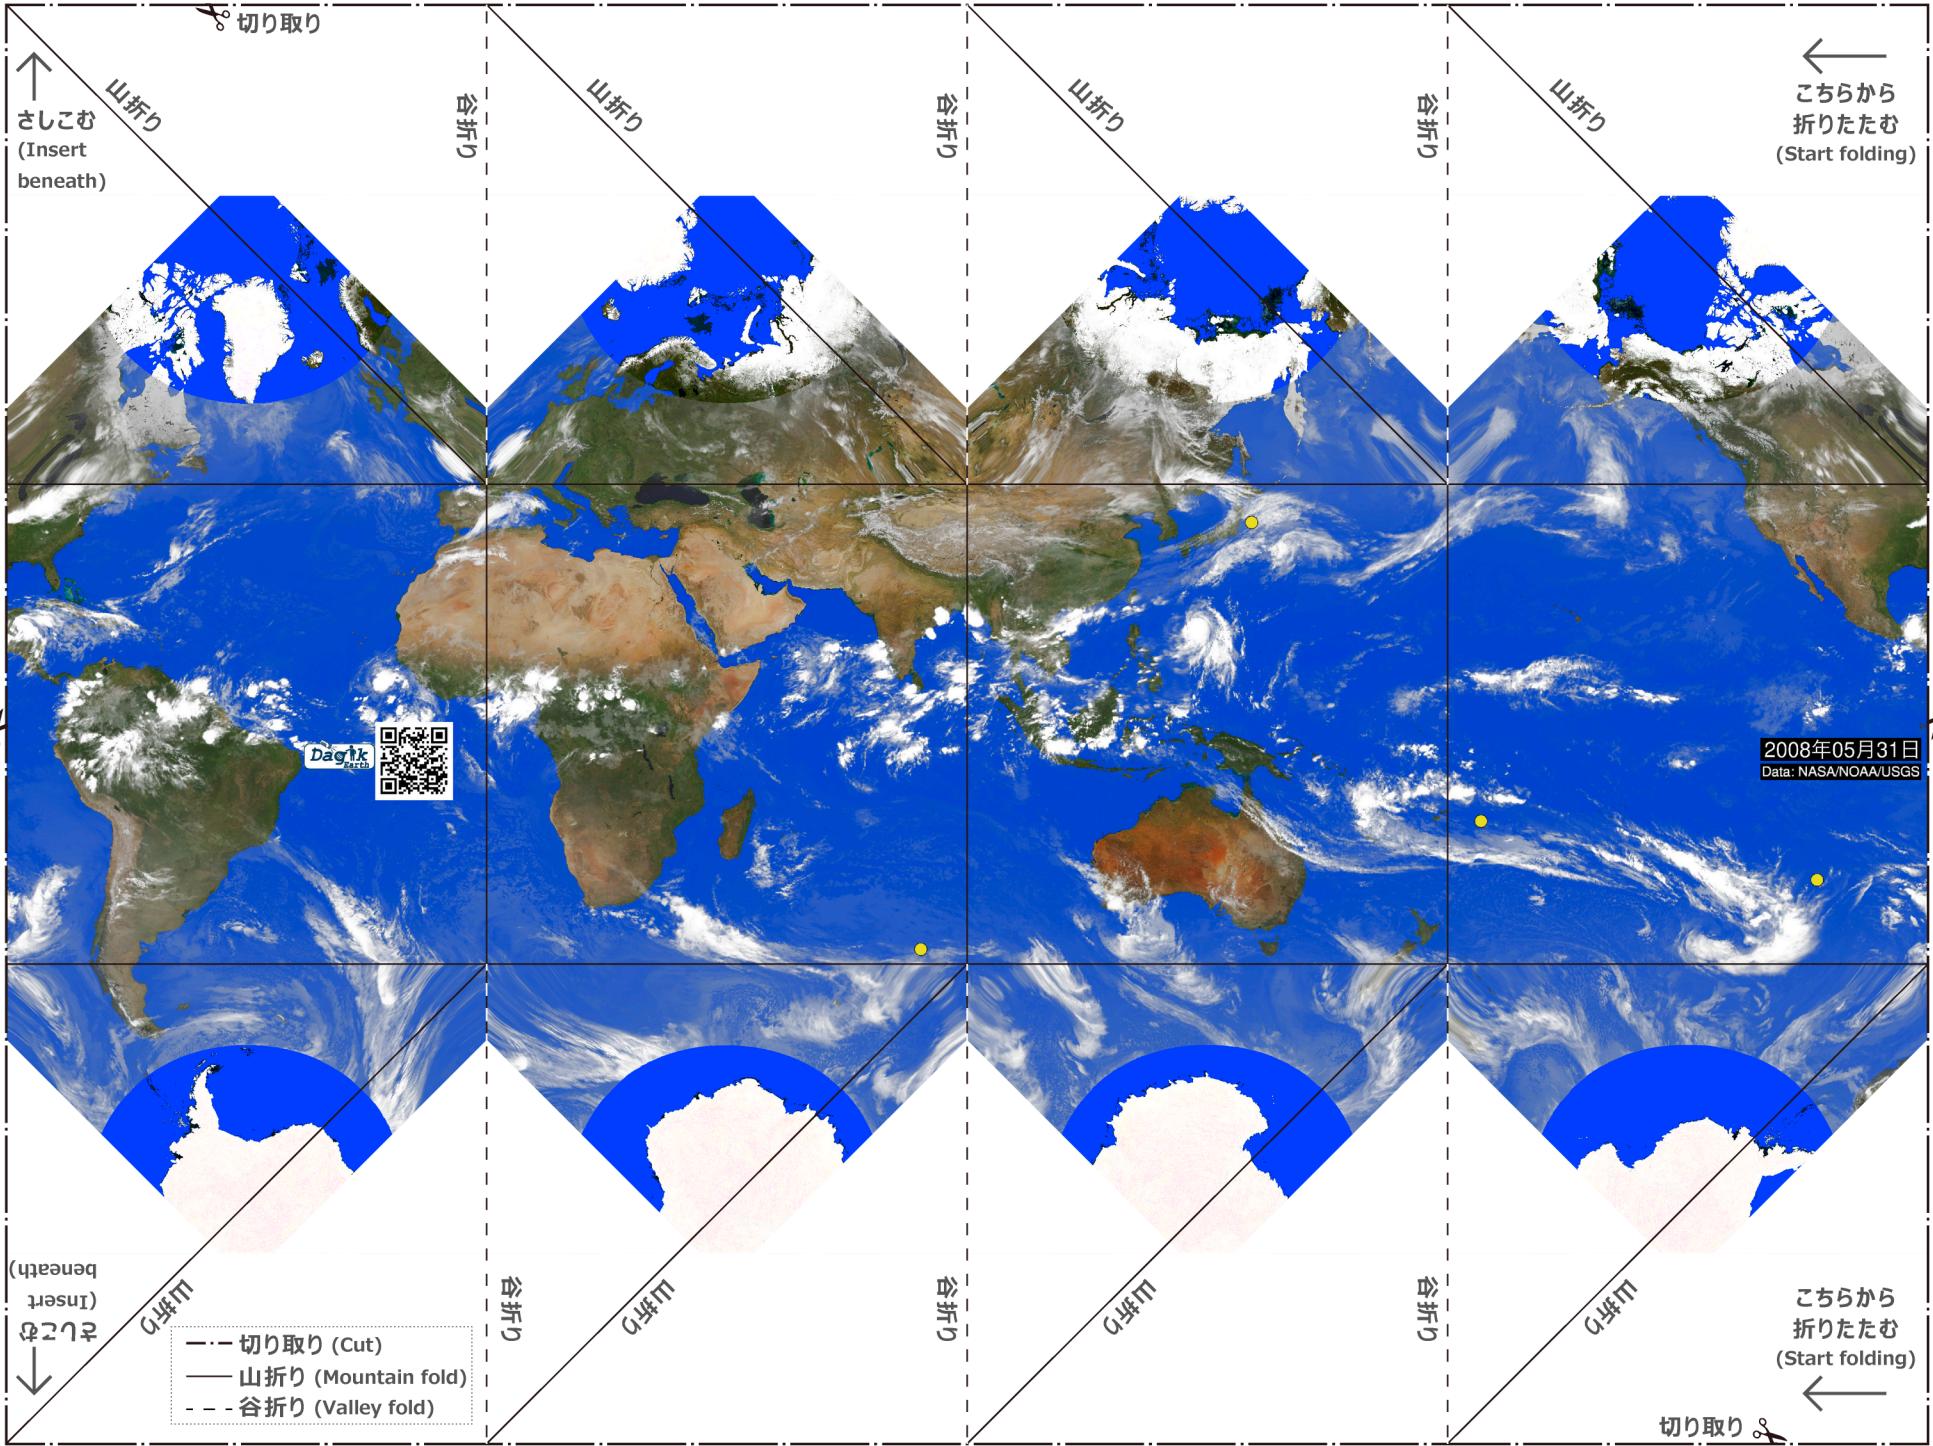 切り取り
さしこむ
(Insert
beneath)
山折り
谷折り
山折り
谷折り
山折り
谷折り
山折り
こちらから
折りたたむ
(Start folding)
Dagik
Earth
2008年05月31日
Data: NASA/NOAA/USGS
さしこむ
(Insert
beneath)
山折り
谷折り
山折り
谷折り
山折り
谷折り
山折り
こちらから
折りたたむ
(Start folding)
切り取り (Cut)
山折り (Mountain fold)
谷折り (Valley fold)
切り取り